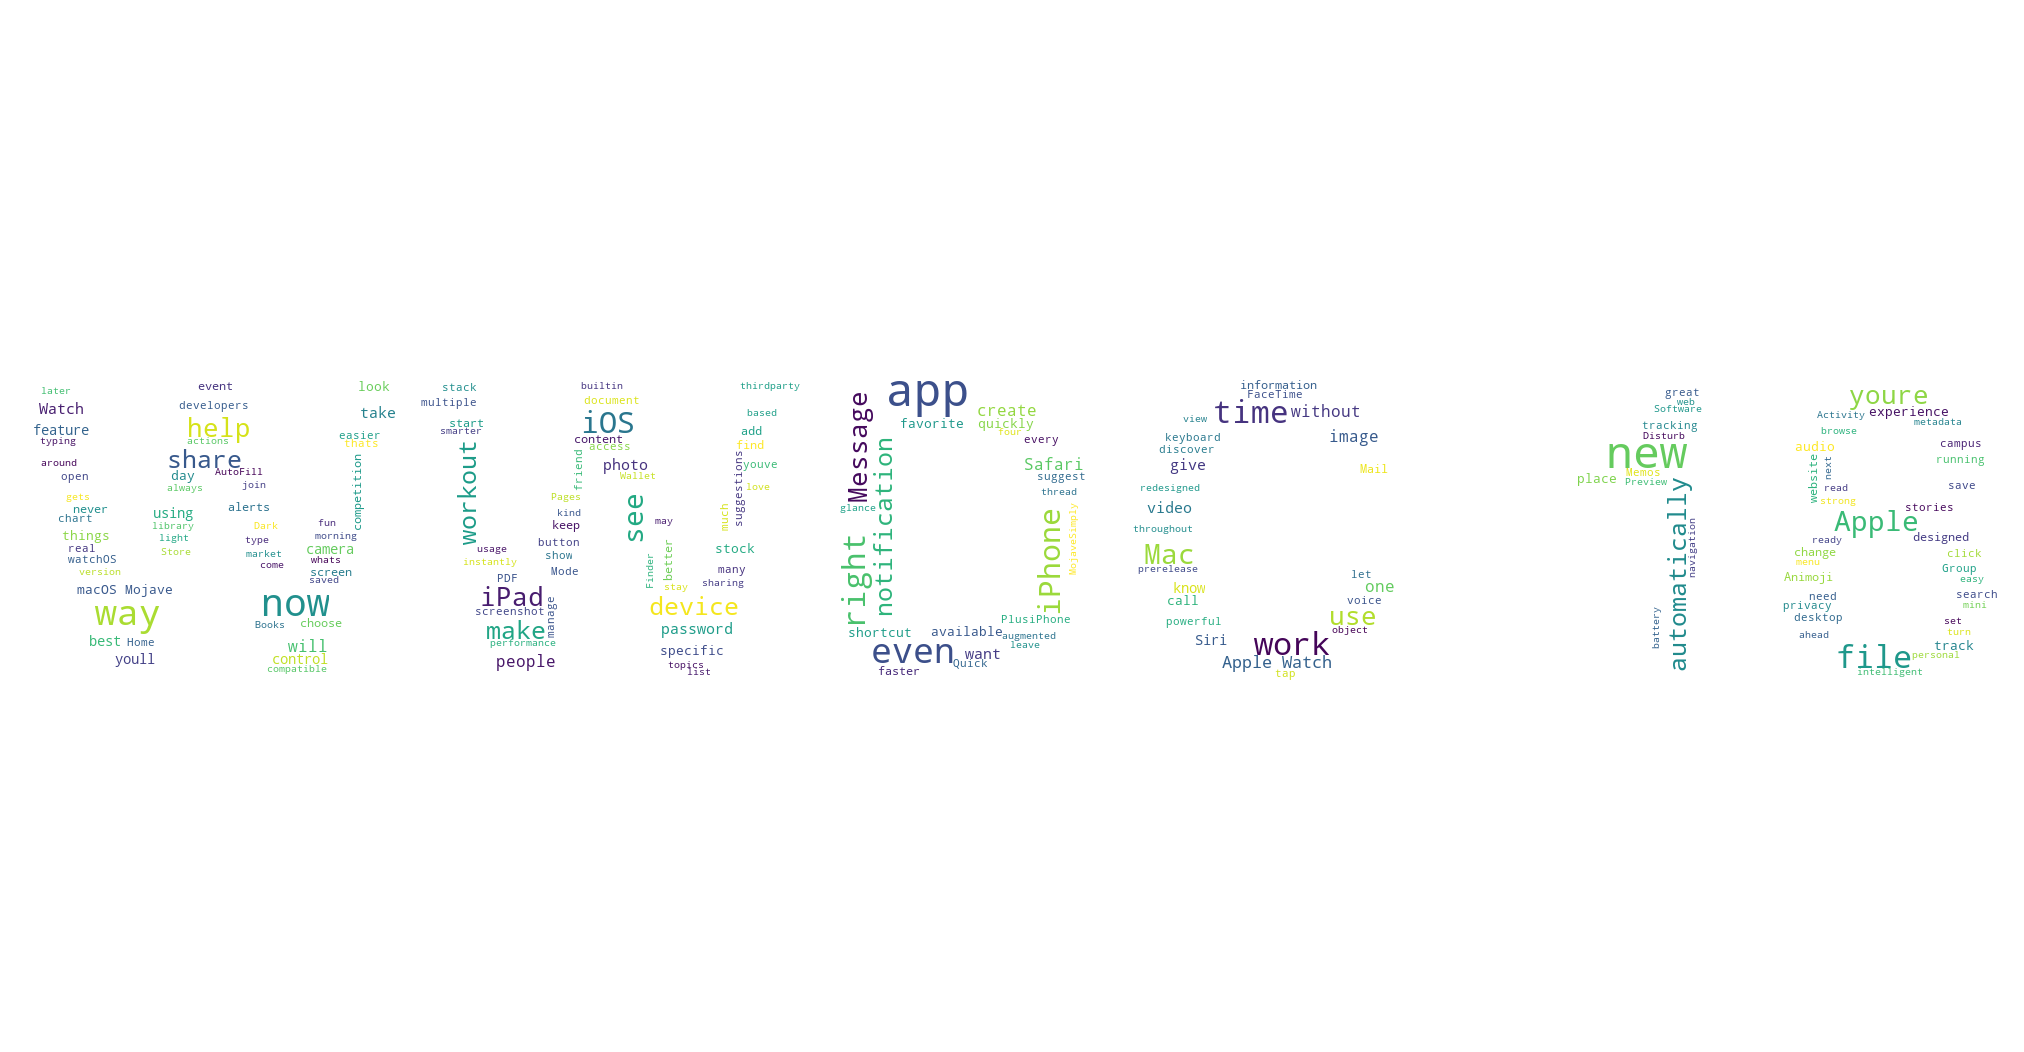 later
Watch
feature
typing
around
open
gets
never
chart
things
real
watchOS
version
macOS Mojave
way
best
Home
youll
event
developers
help
actions
share
AutoFill
day
always
join
using
library
light
Store
alerts
Dark
type
market
come
look
take
easier
thats
competition
fun
morning
camera
whats
screen
saved
now
Books
choose
will
control
compatible
stack
multiple
start
smarter
workout
usage
instantly
PDF
iPad
screenshot
make
performance
people
manage
builtin
document
iOS
content
access
friend
photo
Wallet
Pages
kind
keep
button
show
Mode
see
may
Finder
better
stay
device
password
specific
topics
list
thirdparty
based
add
find
youve
suggestions
love
much
stock
many
sharing
app
favorite
Message
notification
glance
right
shortcut
even
faster
available
want
Quick
create
quickly
four
every
Safari
suggest
thread
iPhone
MojaveSimply
PlusiPhone
augmented
leave
information
FaceTime
time
without
view
keyboard
discover
give
image
Mail
redesigned
video
throughout
Mac
prerelease
know
call
powerful
Siri
work
Apple Watch
tap
let
one
voice
use
object
great
web
Software
tracking
Disturb
new
Memos
place
Preview
automatically
navigation
battery
youre
Activity
experience
metadata
browse
audio
campus
website
next
running
read
strong
save
stories
Apple
ready
designed
change
menu
click
Group
Animoji
easy
need
search
privacy
mini
desktop
set
ahead
turn
track
file
personal
intelligent